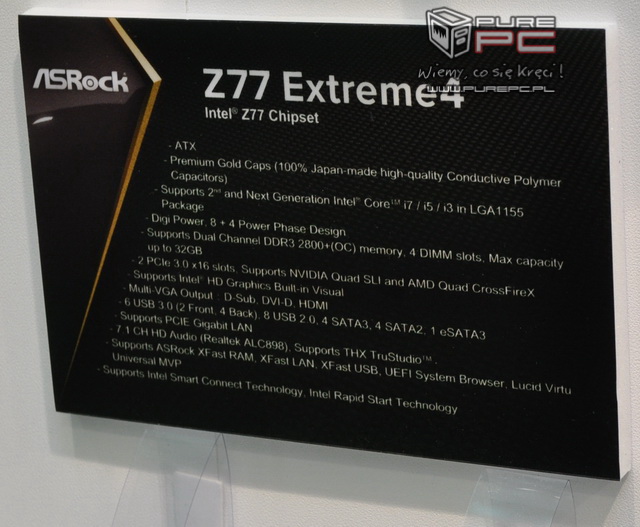 PURE
PC
Wiemy, co się Kręci!
WWW.PUREPC.PL
ASRock
Z77 Extreme4
Intel® Z77 Chipset
- ATX
- Premium Gold Caps (100% Japan-made high-quality Conductive Polymer
Capacitors)
- Supports 2nd and Next Generation Intel® Core™ i7 / i5 / i3 in LGA1155
Package
- Digi Power, 8 + 4 Power Phase Design
- Supports Dual Channel DDR3 2800+(OC) memory, 4 DIMM slots, Max capacity
up to 32GB
- 2 PCIe 3.0 x16 slots, Supports NVIDIA Quad SLI and AMD Quad CrossFireX
- Supports Intel® HD Graphics Built-in Visual
- Multi-VGA Output : D-Sub, DVI-D, HDMI
- 6 USB 3.0 (2 Front, 4 Back), 8 USB 2.0, 4 SATA3, 4 SATA2, 1 eSATA3
- Supports PCIE Gigabit LAN
- 7.1 CH HD Audio (Realtek ALC898), Supports THX TruStudio™.
- Supports ASRock XFast RAM, XFast LAN, XFast USB, UEFI System Browser, Lucid Virtu
Universal MVP
- Supports Intel Smart Connect Technology, Intel Rapid Start Technology